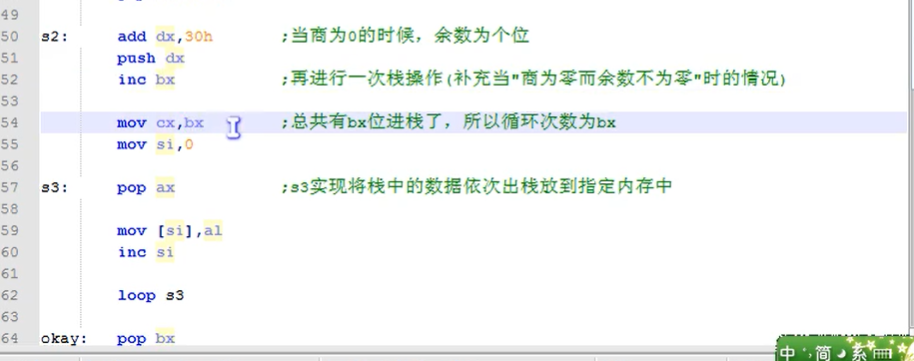 49
50 s2: add dx,30h ;当商为0的时候，余数为个位
51 push dx
52 inc bx ;再进行一次栈操作(补充当"商为零而余数不为零"时的情况)
53
54 mov cx,bx ;总共有bx位进栈了，所以循环次数为bx
55 mov si,0
56
57 s3: pop ax ;s3实现将栈中的数据依次出栈放到指定内存中
58
59 mov [si],al
60 inc si
61
62 loop s3
63
64 okay: pop bx
中 简 系